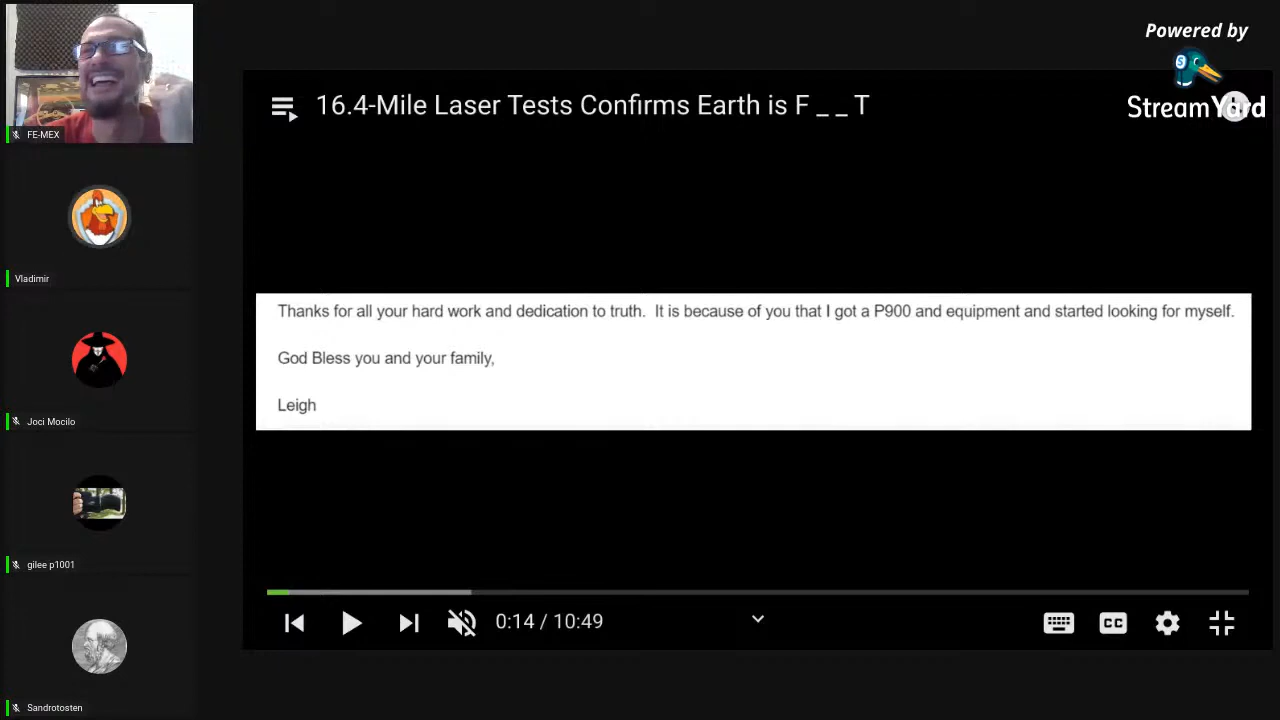 Powered by
StreamYard
FE-MEX
Vladimir
Joci Mocilo
gilee p1001
Sandrotosten
16.4-Mile Laser Tests Confirms Earth is F _ _ T
Thanks for all your hard work and dedication to truth. It is because of you that I got a P900 and equipment and started looking for myself.
God Bless you and your family,
Leigh
0:14 / 10:49
CC